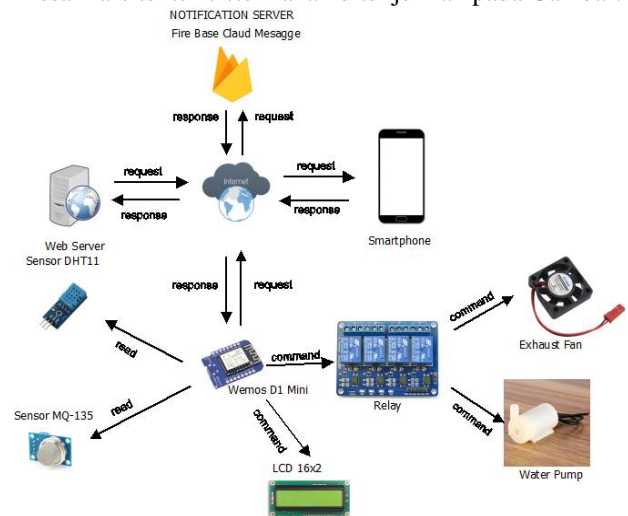 NOTIFICATION SERVER
Fire Base Claud Mesagge
response
request
request
response
Internet
request
response
Web Server
Smartphone
Sensor DHT11
response
request
command
Exhaust Fan
read
command
Wemos D1 Mini
Relay
command
read
command
Sensor MQ-135
LCD 16x2
Water Pump